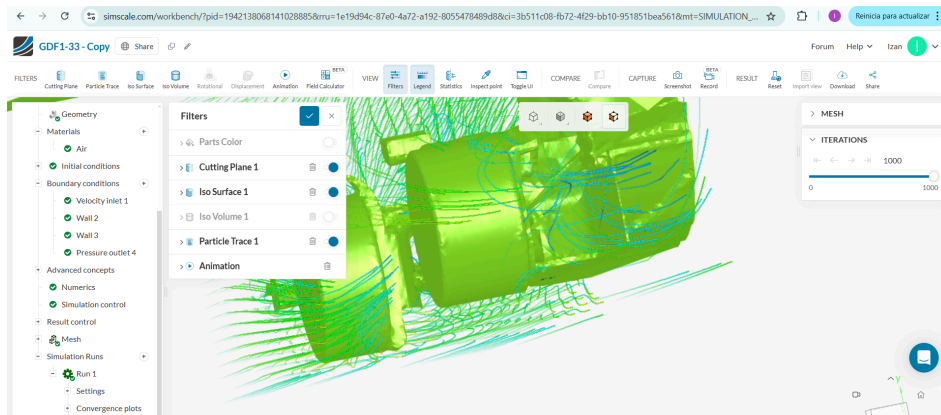 simscale.com/workbench/?pid=1942138068141028885&rru=1e19d94c-87e0-4a72-a192-8055478489d8&ci=3b511c08-fb72-4f29-bb10-951851bea561&mt=SIMULATION_...
Reinicia para actualizar
GDF1-33 - Copy
Share
Forum
Help
Izan
FILTERS
Cutting Plane
Particle Trace
Iso Surface
Iso Volume
Rotational
Displacement
Animation
BETA
Field Calculator
VIEW
Filters
Legend
Statistics
Inspect point
Toggle UI
COMPARE
Compare
CAPTURE
Screenshot
BETA
Record
RESULT
Reset
Import view
Download
Share
Geometry
Materials
Air
Initial conditions
Boundary conditions
Velocity inlet 1
Wall 2
Wall 3
Pressure outlet 4
Advanced concepts
Numerics
Simulation control
Result control
Mesh
Simulation Runs
Run 1
Settings
Convergence plots
Filters
Parts Color
Cutting Plane 1
Iso Surface 1
Iso Volume 1
Particle Trace 1
Animation
MESH
ITERATIONS
1000
0
1000
y